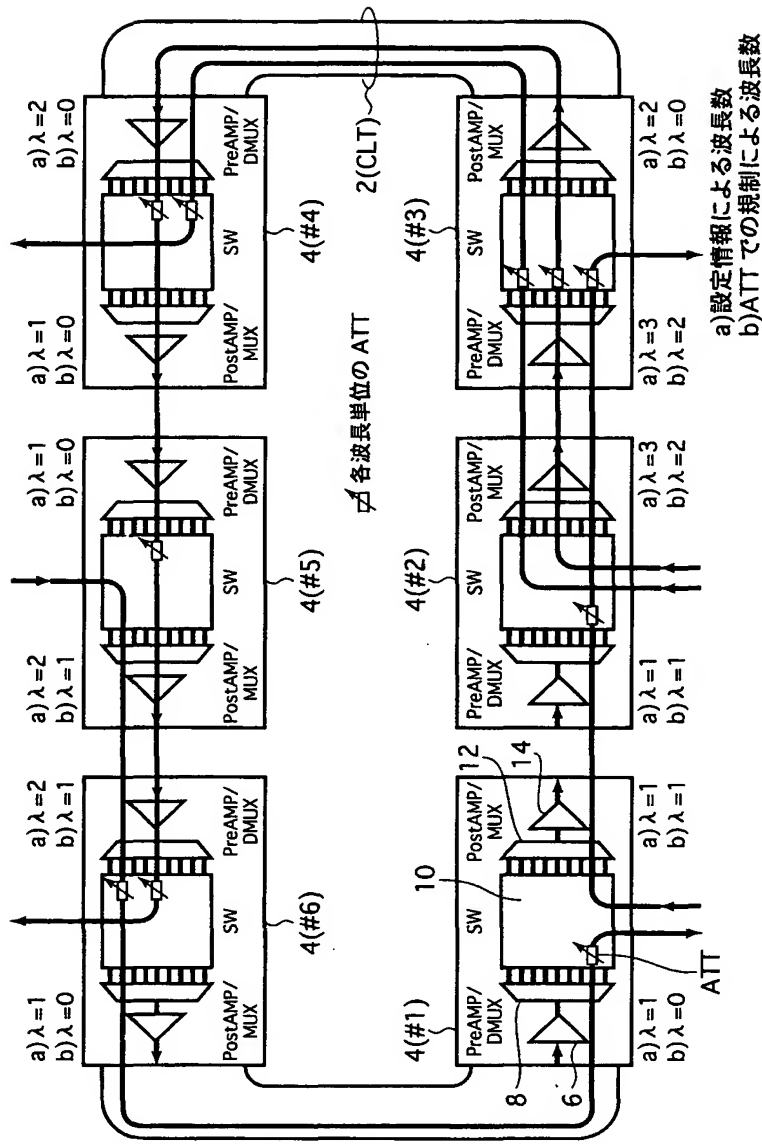 a)λ=1
b)λ=0
a)λ=2
b)λ=1
PostAMP/
MUX
SW
PreAMP/
DMUX
4(#6)
a)λ=2
b)λ=1
a)λ=1
b)λ=0
PostAMP/
MUX
SW
PreAMP/
DMUX
4(#5)
a)λ=1
b)λ=0
a)λ=2
b)λ=0
PostAMP/
MUX
SW
PreAMP/
DMUX
4(#4)
2(CLT)
各波長単位の ATT
4(#1)
PreAMP/
DMUX
SW
PostAMP/
MUX
10
12
14
8
6
ATT
a)λ=1
b)λ=0
a)λ=1
b)λ=1
4(#2)
PreAMP/
DMUX
SW
PostAMP/
MUX
a)λ=1
b)λ=1
a)λ=3
b)λ=2
4(#3)
PreAMP/
DMUX
SW
PostAMP/
MUX
a)λ=3
b)λ=2
a)λ=2
b)λ=0
a)設定情報による波長数
b)ATT での規制による波長数